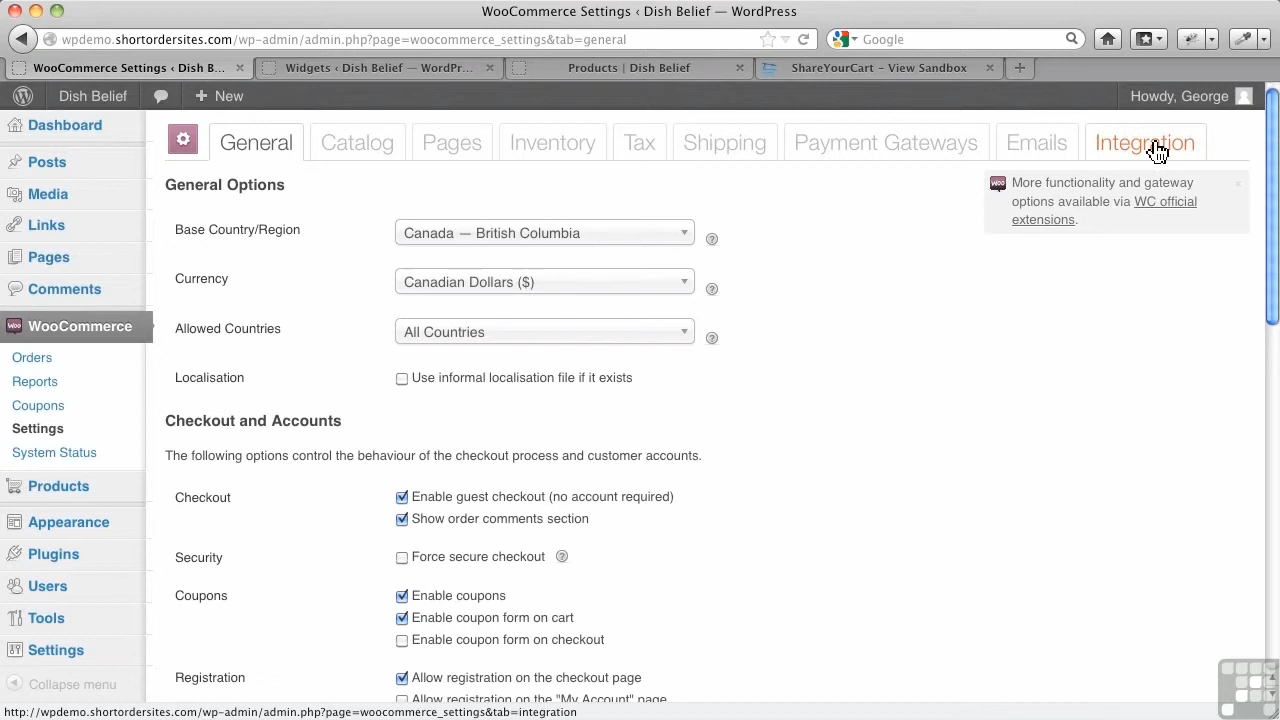 WooCommerce Settings ‹ Dish Belief — WordPress
wpdemo.shortordersites.com/wp-admin/admin.php?page=woocommerce_settings&tab=general
Google
WooCommerce Settings ‹ Dish B...
Widgets ‹ Dish Belief — WordPr...
Products | Dish Belief
ShareYourCart – View Sandbox
Dish Belief
+ New
Howdy, George
Dashboard
Posts
Media
Links
Pages
Comments
Woo WooCommerce
Orders
Reports
Coupons
Settings
System Status
Products
Appearance
Plugins
Users
Tools
Settings
Collapse menu
General
Catalog
Pages
Inventory
Tax
Shipping
Payment Gateways
Emails
Integration
Woo More functionality and gateway
options available via WC official
extensions.
General Options
Base Country/Region
Canada — British Columbia
Currency
Canadian Dollars ($)
Allowed Countries
All Countries
Localisation
Use informal localisation file if it exists
Checkout and Accounts
The following options control the behaviour of the checkout process and customer accounts.
Checkout
Enable guest checkout (no account required)
Show order comments section
Security
Force secure checkout
Coupons
Enable coupons
Enable coupon form on cart
Enable coupon form on checkout
Registration
Allow registration on the checkout page
Allow registration on the "My Account" page
http://wpdemo.shortordersites.com/wp-admin/admin.php?page=woocommerce_settings&tab=integration